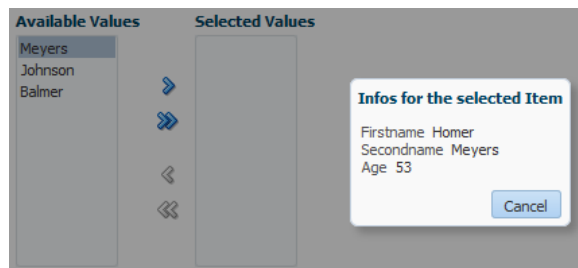 Available Values
Selected Values
Meyers
Johnson
Balmer
Infos for the selected Item
Firstname Homer
Secondname Meyers
Age 53
Cancel